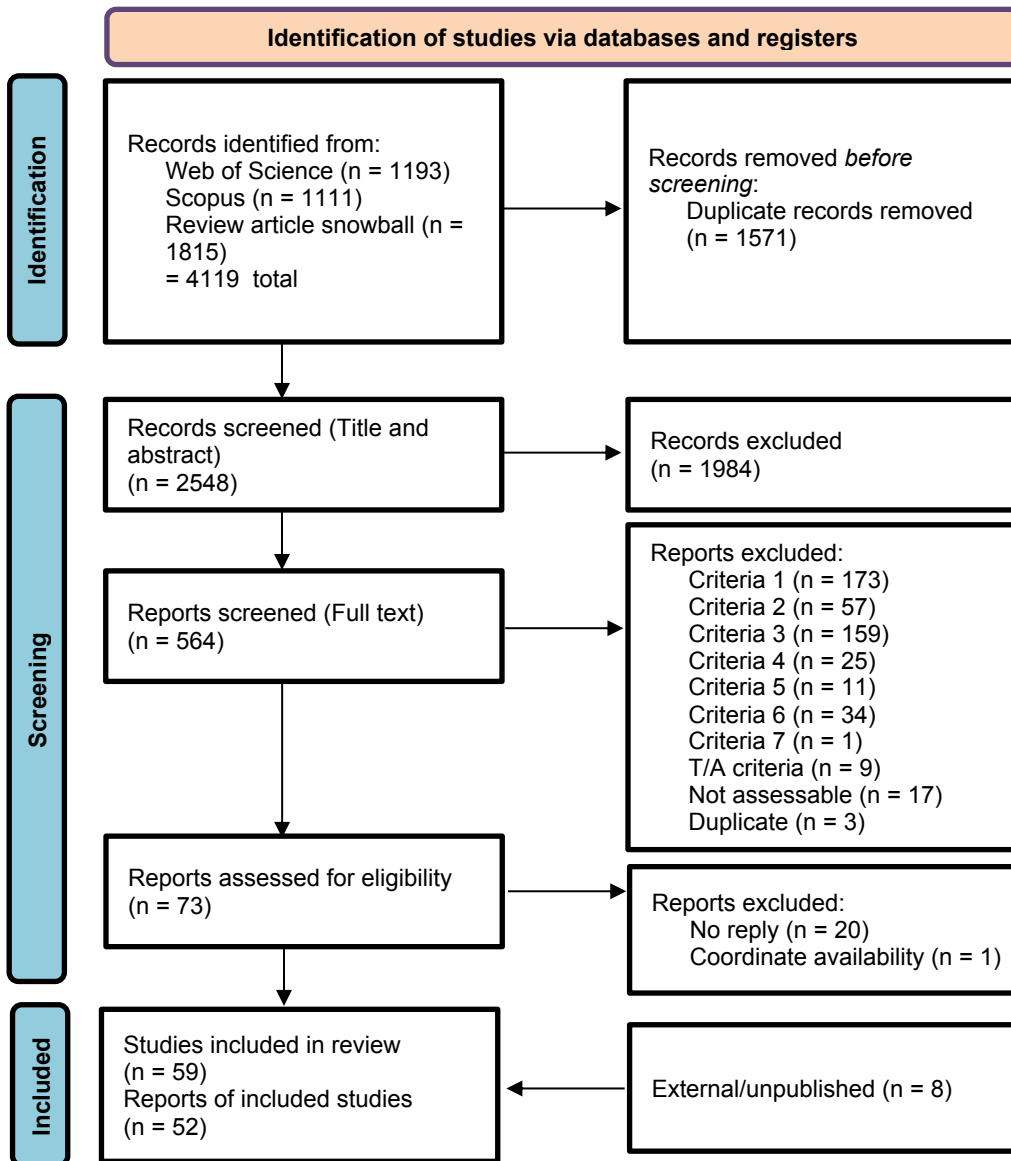 Identification of studies via databases and registers
Identification
Records identified from:
Web of Science (n = 1193)
Scopus (n = 1111)
Review article snowball (n =
1815)
= 4119 total
Records removed before
screening:
Duplicate records removed
(n = 1571)
Screening
Records screened (Title and
abstract)
(n = 2548)
Records excluded
(n = 1984)
Reports screened (Full text)
(n = 564)
Reports excluded:
Criteria 1 (n = 173)
Criteria 2 (n = 57)
Criteria 3 (n = 159)
Criteria 4 (n = 25)
Criteria 5 (n = 11)
Criteria 6 (n = 34)
Criteria 7 (n = 1)
T/A criteria (n = 9)
Not assessable (n = 17)
Duplicate (n = 3)
Reports assessed for eligibility
(n = 73)
Reports excluded:
No reply (n = 20)
Coordinate availability (n = 1)
Included
Studies included in review
(n = 59)
Reports of included studies
(n = 52)
External/unpublished (n = 8)